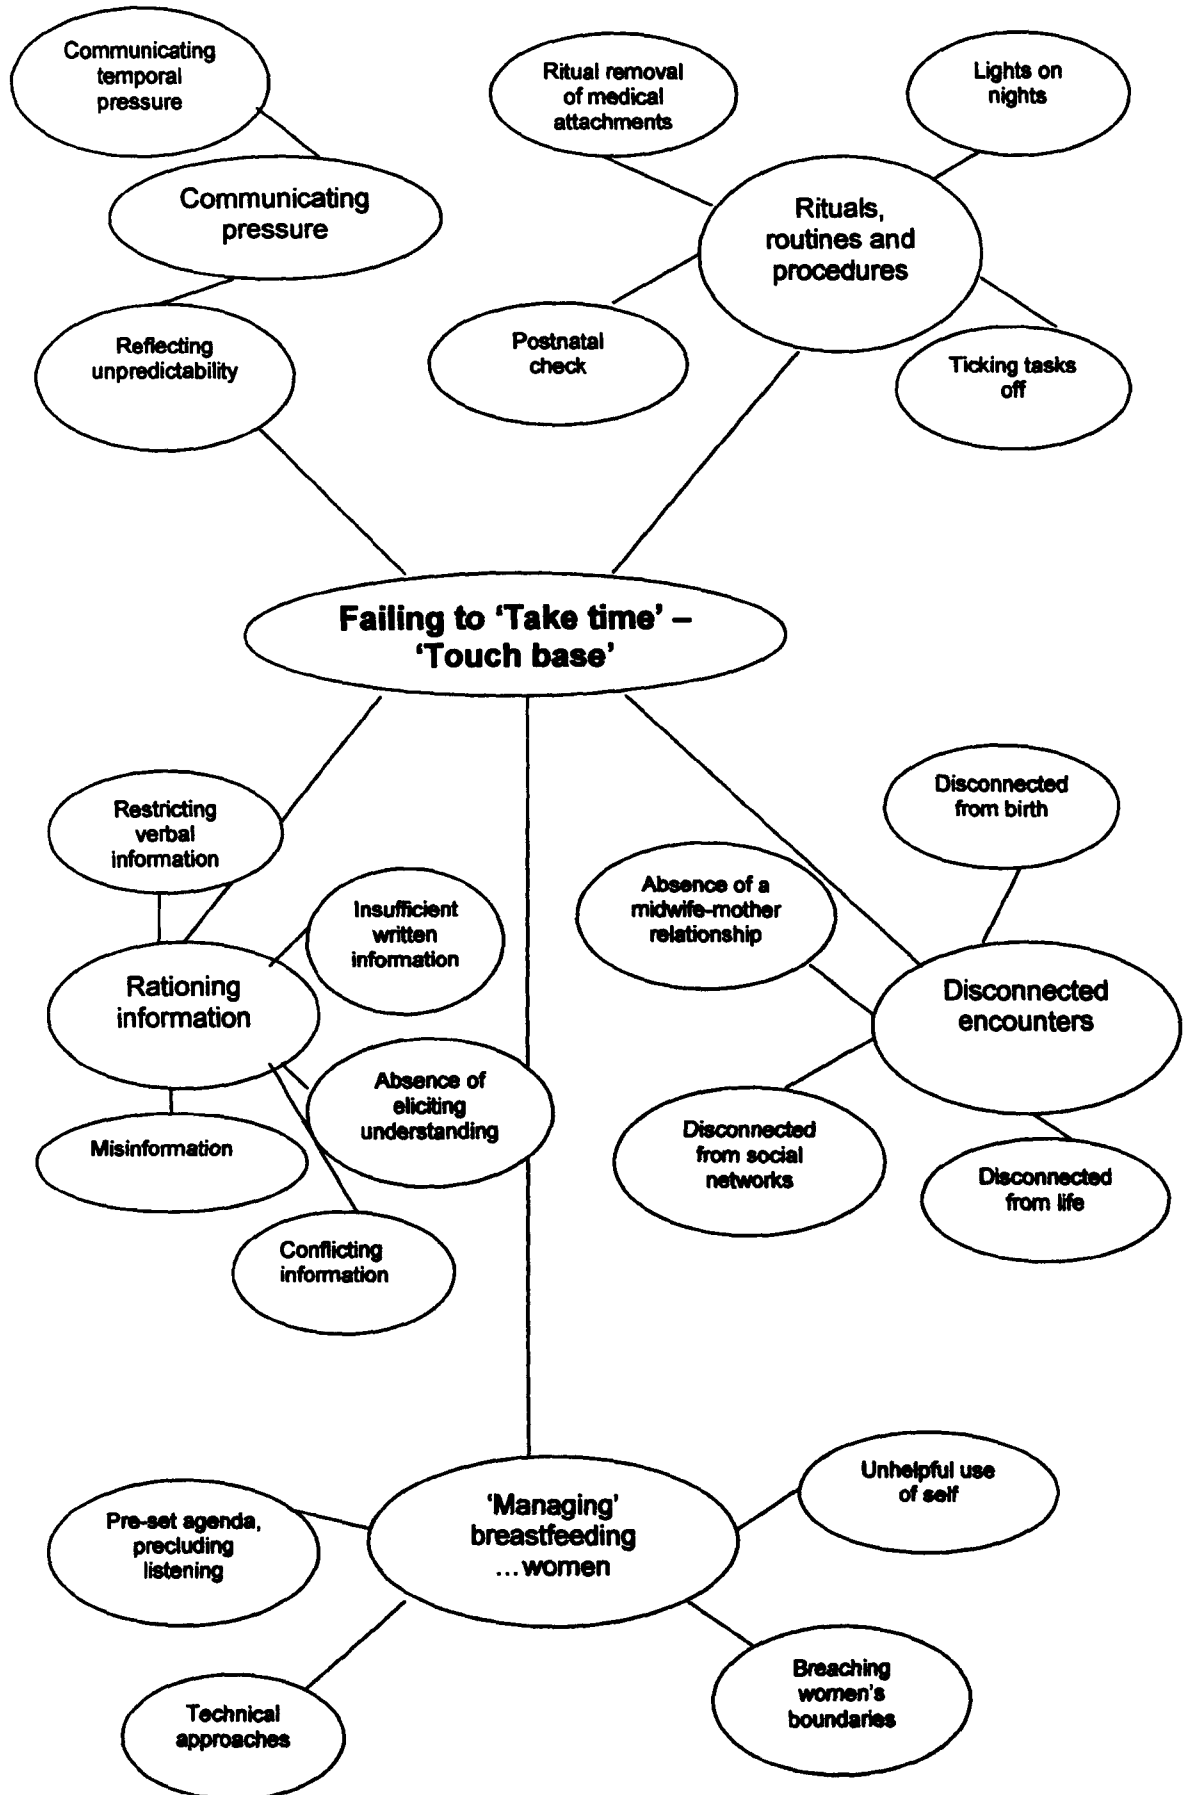 Communicating
temporal
pressure
Ritual removal
of medical
attachments
Lights on
nights
Communicating
pressure
Rituals,
routines and
procedures
Reflecting
unpredictability
Postnatal
check
Ticking tasks
off
Failing to ‘Take time’ –
‘Touch base’
Restricting
verbal
information
Disconnected
from birth
Absence of a
midwife-mother
relationship
Insufficient
written
information
Rationing
information
Disconnected
encounters
Absence of
eliciting
understanding
Misinformation
Disconnected
from social
networks
Disconnected
from life
Conflicting
information
Unhelpful use
of self
‘Managing’
breastfeeding
…women
Pre-set agenda,
precluding
listening
Breaching
women’s
boundaries
Technical
approaches